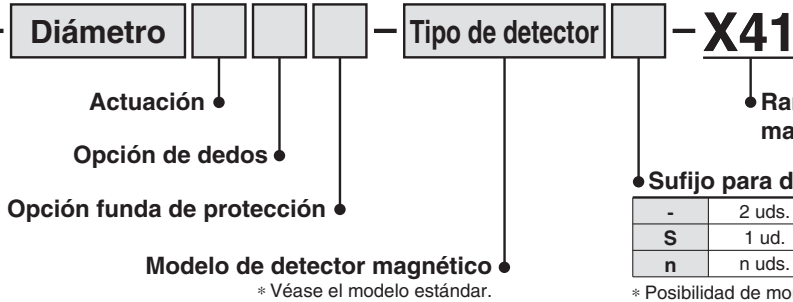 – Diámetro – Tipo de detector – X41
Actuación
Opción de dedos
Opción funda de protección
Modelo de detector magnético
* Véase el modelo estándar.
Sufijo para
- 2 uds.
S 1 ud.
n n uds.
* Posibilidad de